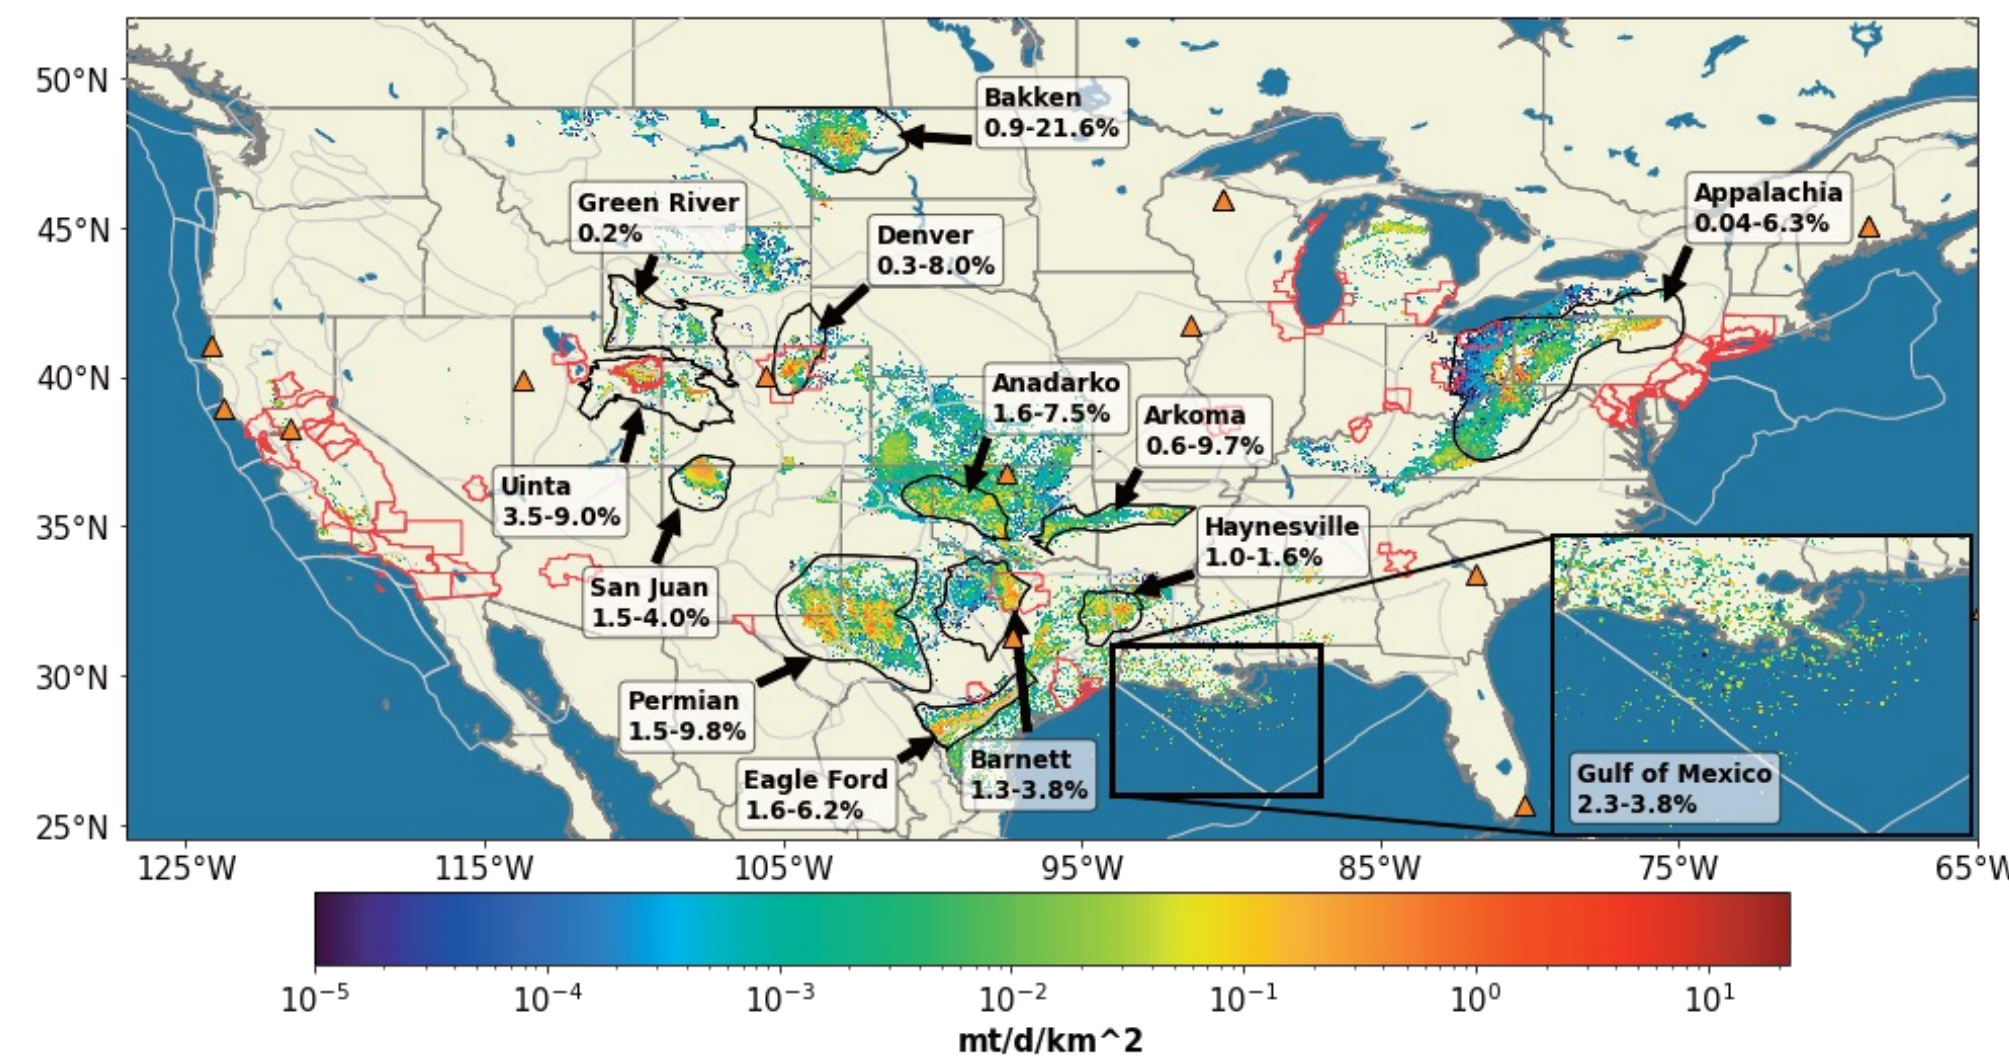 50°N
45°N
40°N
35°N
30°N
25°N
Bakken
0.9-21.6%
Green River
0.2%
Denver
0.3-8.0%
Appalachia
0.04-6.3%
Anadarko
1.6-7.5%
Arkoma
0.6-9.7%
Uinta
3.5-9.0%
Haynesville
1.0-1.6%
San Juan
1.5-4.0%
Permian
1.5-9.8%
Eagle Ford
1.6-6.2%
Barnett
1.3-3.8%
Gulf of Mexico
2.3-3.8%
125°W 115°W 105°W 95°W 85°W 75°W 65°W
10⁻⁵ 10⁻⁴ 10⁻³ 10⁻² 10⁻¹ 10⁰ 10¹
mt/d/km^2